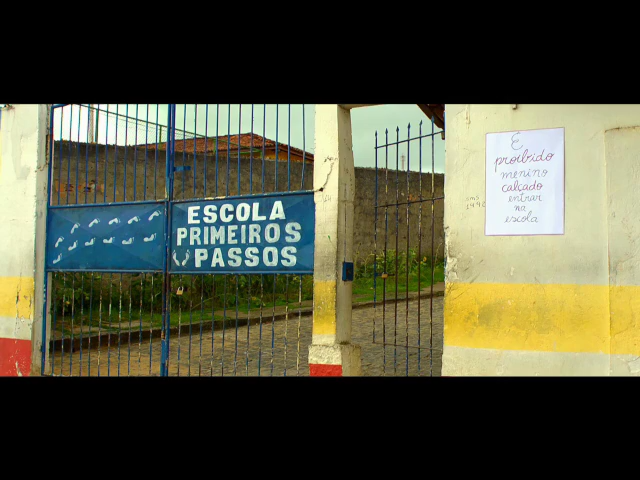 ESCOLA
PRIMEIROS
PASSOS
É
proibido
menino
calçado
entrar
na
escola